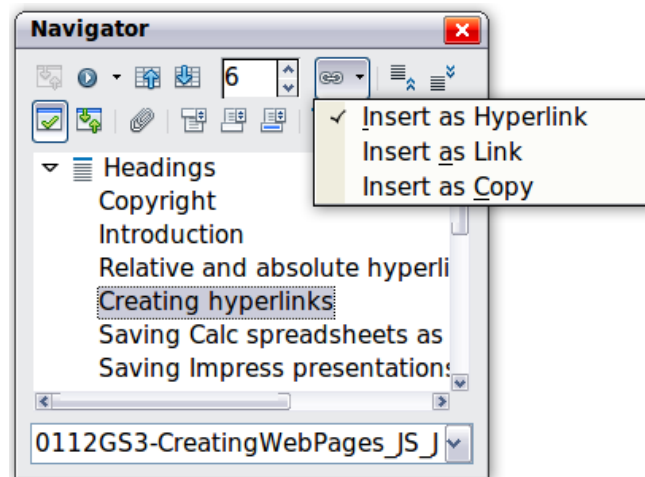 Navigator
6
Insert as Hyperlink
Insert as Link
Insert as Copy
Headings
Copyright
Introduction
Relative and absolute hyperli
Creating hyperlinks
Saving Calc spreadsheets as
Saving Impress presentations
0112GS3-CreatingWebPages_JS_J